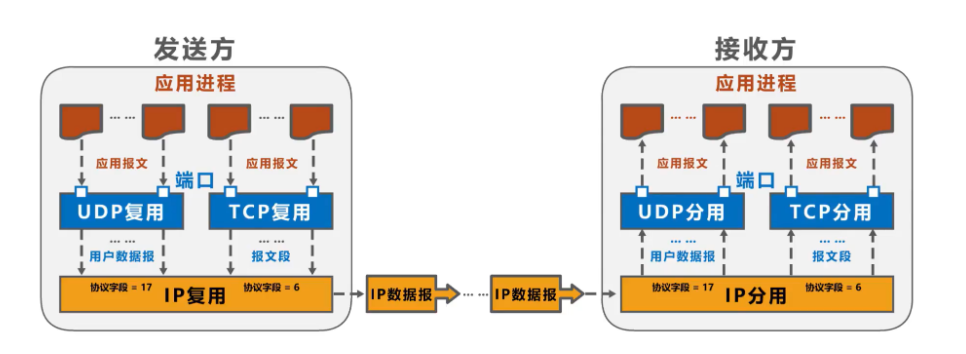 发送方
接收方
应用进程
…… ……
应用报文 应用报文
端口
UDP复用 TCP复用
…… ……
用户数据报 报文段
协议字段 = 17 协议字段 = 6
IP复用
IP数据报 …… IP数据报
应用进程
…… ……
应用报文 应用报文
端口
UDP分用 TCP分用
…… ……
用户数据报 报文段
协议字段 = 17 协议字段 = 6
IP分用